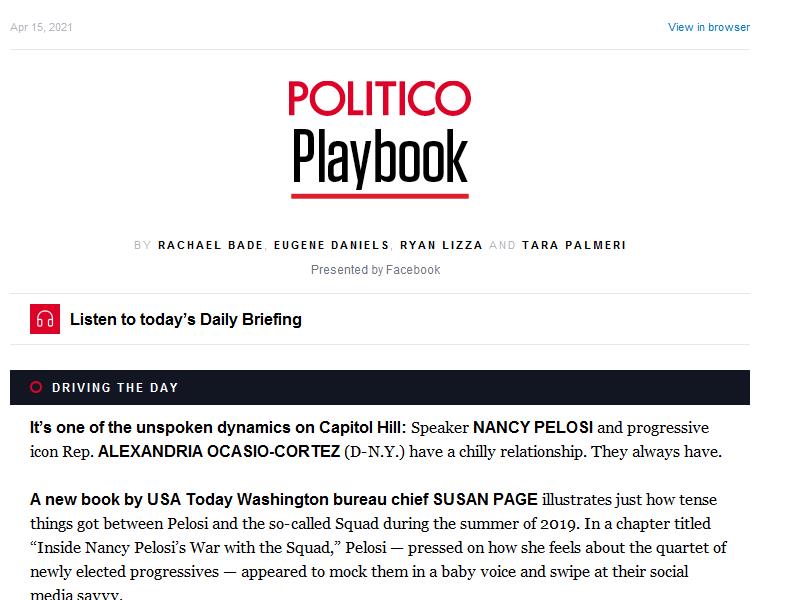 Apr 15, 2021
View in browser
POLITICO
Playbook
BY RACHAEL BADE, EUGENE DANIELS, RYAN LIZZA AND TARA PALMERI
Presented by Facebook
Listen to today’s Daily Briefing
DRIVING THE DAY
It’s one of the unspoken dynamics on Capitol Hill: Speaker NANCY PELOSI and progressive
icon Rep. ALEXANDRIA OCASIO-CORTEZ (D-N.Y.) have a chilly relationship. They always have.
A new book by USA Today Washington bureau chief SUSAN PAGE illustrates just how tense
things got between Pelosi and the so-called Squad during the summer of 2019. In a chapter titled
“Inside Nancy Pelosi’s War with the Squad,” Pelosi — pressed on how she feels about the quartet of
newly elected progressives — appeared to mock them in a baby voice and swipe at their social
media savvy.